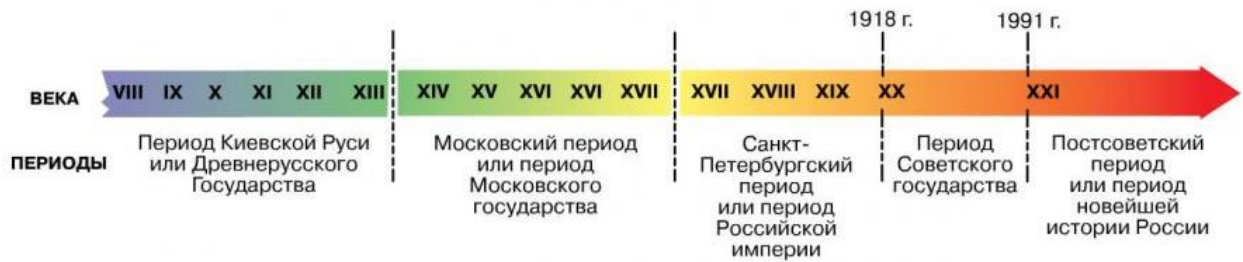 1918 г. 1991 г.
ВЕКА VIII IX X XI XII XIII XIV XV XVI XVI XVII XVII XVIII XIX XX XXI
ПЕРИОДЫ
Период Киевской Руси
или Древнерусского
Государства
Московский период
или период
Московского
государства
Санкт-
Петербургский
период
или период
Российской
империи
Период
Советского
государства
Постсоветский
период
или период
новейшей
истории России